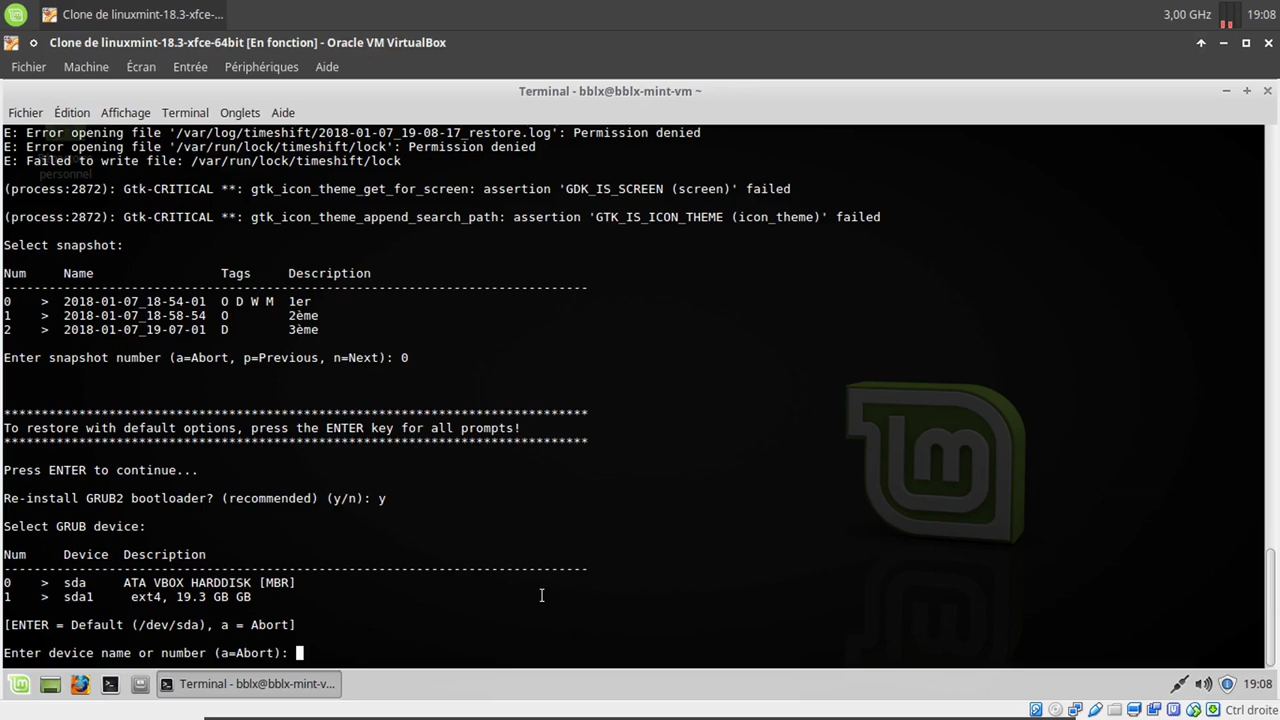 Clone de linuxmint-18.3-xfce-...
3,00 GHz
19:08
Clone de linuxmint-18.3-xfce-64bit [En fonction] - Oracle VM VirtualBox
Fichier Machine Écran Entrée Périphériques Aide
Terminal - bblx@bblx-mint-vm ~
Fichier Édition Affichage Terminal Onglets Aide
E: Error opening file '/var/log/timeshift/2018-01-07_19-08-17_restore.log': Permission denied
E: Error opening file '/var/run/lock/timeshift/lock': Permission denied
E: Failed to write file: /var/run/lock/timeshift/lock
personnel
(process:2872): Gtk-CRITICAL **: gtk_icon_theme_get_for_screen: assertion 'GDK_IS_SCREEN (screen)' failed
(process:2872): Gtk-CRITICAL **: gtk_icon_theme_append_search_path: assertion 'GTK_IS_ICON_THEME (icon_theme)' failed
Select snapshot:
Num Name Tags Description
------------------------------------------------------------------------------
0 > 2018-01-07_18-54-01 O D W M 1er
1 > 2018-01-07_18-58-54 O 2ème
2 > 2018-01-07_19-07-01 D 3ème
Enter snapshot number (a=Abort, p=Previous, n=Next): 0
******************************************************************************
To restore with default options, press the ENTER key for all prompts!
******************************************************************************
Press ENTER to continue...
Re-install GRUB2 bootloader? (recommended) (y/n): y
Select GRUB device:
Num Device Description
------------------------------------------------------------------------------
0 > sda ATA VBOX HARDDISK [MBR]
1 > sda1 ext4, 19.3 GB GB
[ENTER = Default (/dev/sda), a = Abort]
Enter device name or number (a=Abort):
Terminal - bblx@bblx-mint-v...
19:08
Ctrl droite